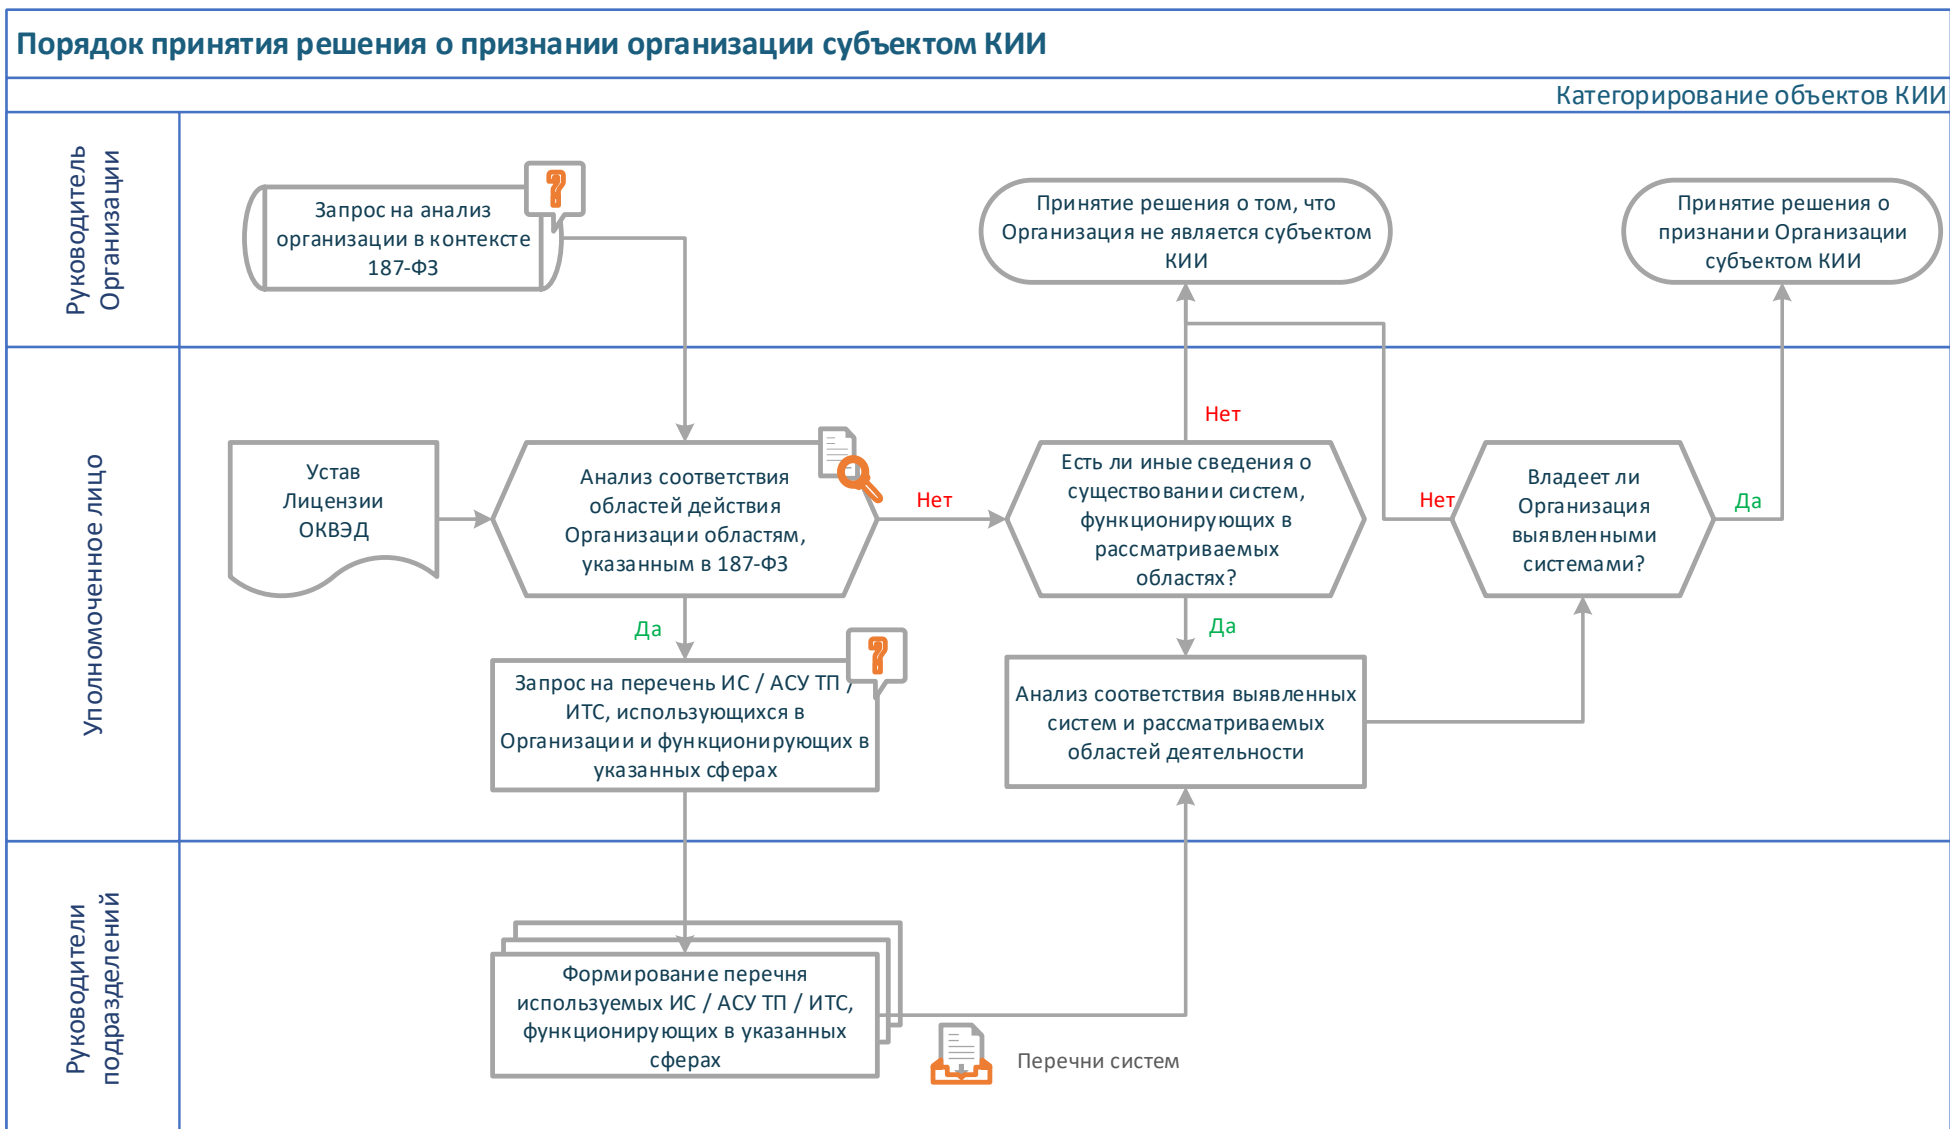 Порядок принятия решения о признании организации субъектом КИИ
Категорирование объектов КИИ
Руководитель
Организации
Запрос на анализ
организации в контексте
187-ФЗ
Принятие решения о том, что
Организация не является субъектом
КИИ
Принятие решения о
признании Организации
субъектом КИИ
Уполномоченное лицо
Устав
Лицензии
ОКВЭД
Анализ соответствия
областей действия
Организации областям,
указанным в 187-ФЗ
Нет
Есть ли иные сведения о
существовании систем,
функционирующих в
рассматриваемых
областях?
Нет
Нет
Владеет ли
Организация
выявленными
системами?
Да
Да
Да
Запрос на перечень ИС / АСУ ТП /
ИТС, использующихся в
Организации и функционирующих в
указанных сферах
Анализ соответствия выявленных
систем и рассматриваемых
областей деятельности
Руководители
подразделений
Формирование перечня
используемых ИС / АСУ ТП / ИТС,
функционирующих в указанных
сферах
Перечни систем